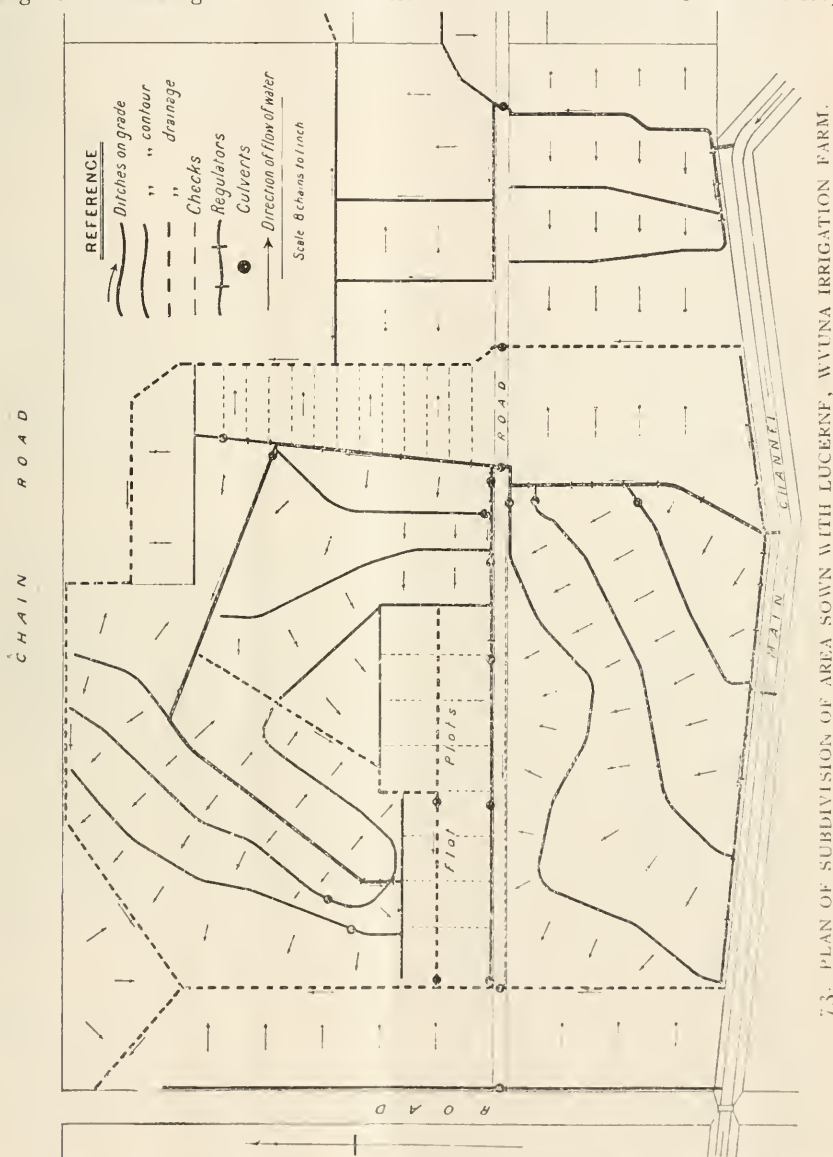 CHAIN ROAD
REFERENCE
Ditches on grade
,, ,, contour
,, drainage
Checks
Regulators
Culverts
Direction of flow of water
Scale 8 chains to 1 inch
ROAD
Plots
flat
MAIN CHANNEL
ROAD
73. PLAN OF SUBDIVISION OF AREA SOWN WITH LUCERNE, WYUNA IRRIGATION FARM.